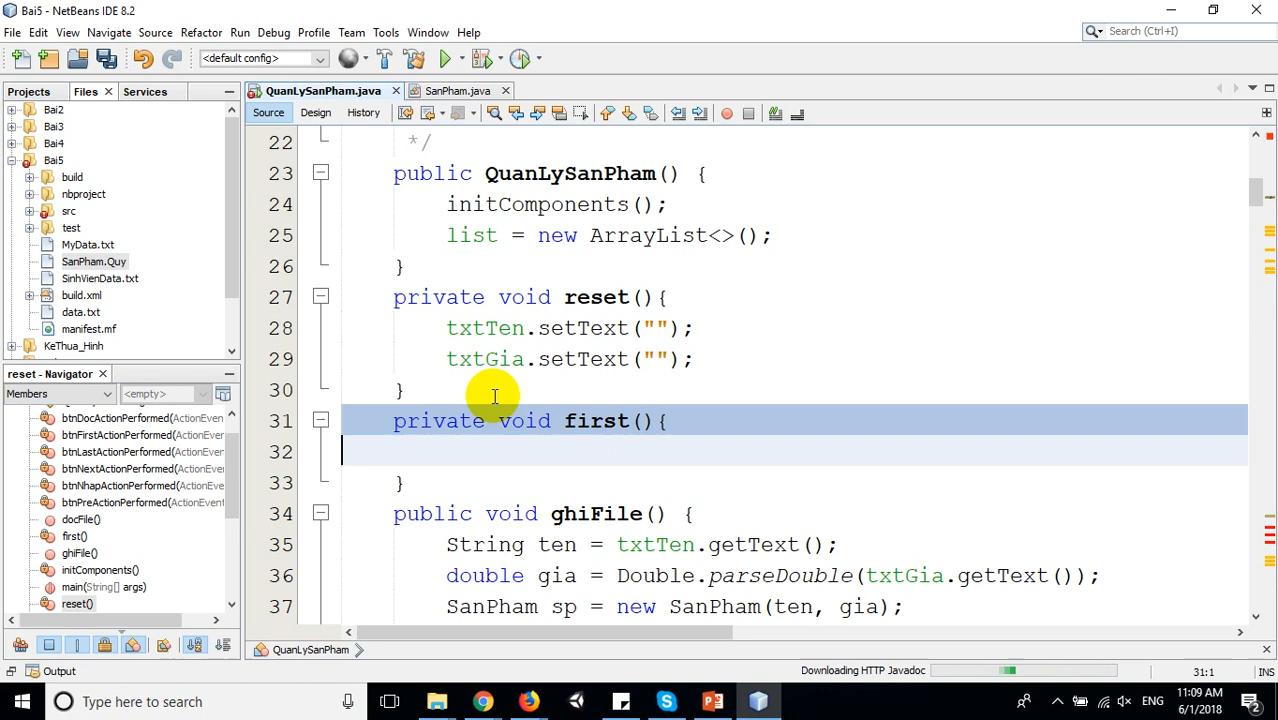 Bai5 - NetBeans IDE 8.2
File Edit View Navigate Source Refactor Run Debug Profile Team Tools Window Help
Search (Ctrl+I)
<default config>
Projects Files Services
QuanLySanPham.java SanPham.java
Source Design History
Bai2
Bai3
Bai4
Bai5
build
nbproject
src
test
MyData.txt
SanPham.Quy
SinhVienData.txt
build.xml
data.txt
manifest.mf
KeThua_Hinh
reset - Navigator
Members <empty>
btnDocActionPerformed(ActionEvent
btnFirstActionPerformed(ActionEven
btnLastActionPerformed(ActionEven
btnNextActionPerformed(ActionEven
btnNhapActionPerformed(ActionEven
btnPreActionPerformed(ActionEvent
docFile()
first()
ghiFile()
initComponents()
main(String[] args)
reset()
22 */
23 public QuanLySanPham() {
24 initComponents();
25 list = new ArrayList<>();
26 }
27 private void reset(){
28 txtTen.setText("");
29 txtGia.setText("");
30 }
31 private void first(){
32
33 }
34 public void ghiFile() {
35 String ten = txtTen.getText();
36 double gia = Double.parseDouble(txtGia.getText());
37 SanPham sp = new SanPham(ten, gia);
QuanLySanPham
Output
Downloading HTTP Javadoc
31:1
INS
Type here to search
ENG
11:09 AM
6/1/2018
2